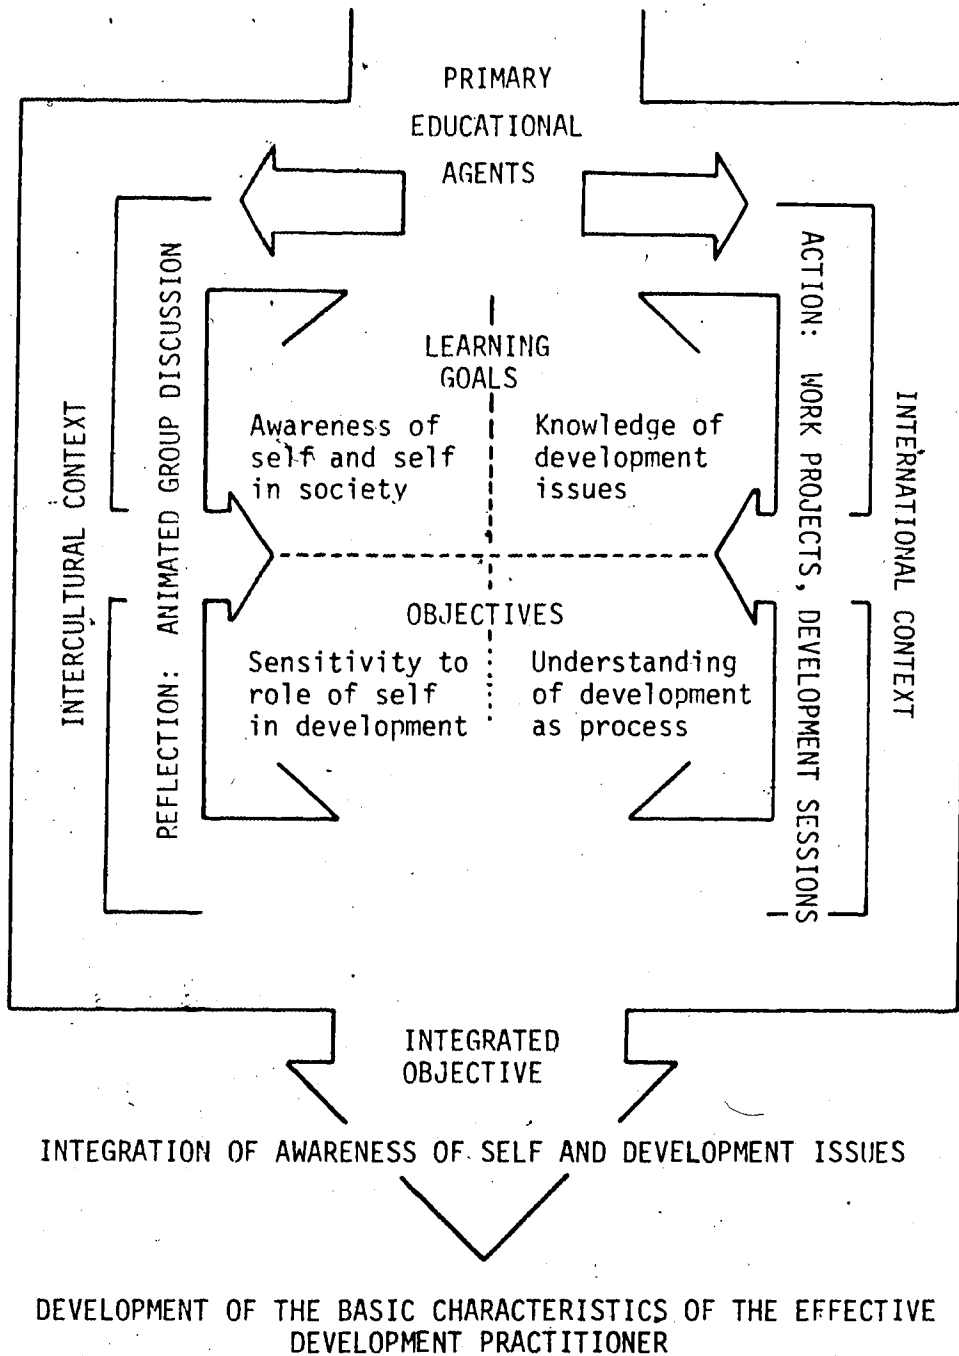 PRIMARY
EDUCATIONAL
AGENTS
INTERCULTURAL CONTEXT
REFLECTION: ANIMATED GROUP DISCUSSION
LEARNING
GOALS
Awareness of
self and self
in society
Knowledge of
development
issues
OBJECTIVES
Sensitivity to
role of self
in development
Understanding
of development
as process
ACTION: WORK PROJECTS, DEVELOPMENT SESSIONS
INTERNATIONAL CONTEXT
INTEGRATED
OBJECTIVE
INTEGRATION OF AWARENESS OF SELF AND DEVELOPMENT ISSUES
DEVELOPMENT OF THE BASIC CHARACTERISTICS OF THE EFFECTIVE
DEVELOPMENT PRACTITIONER